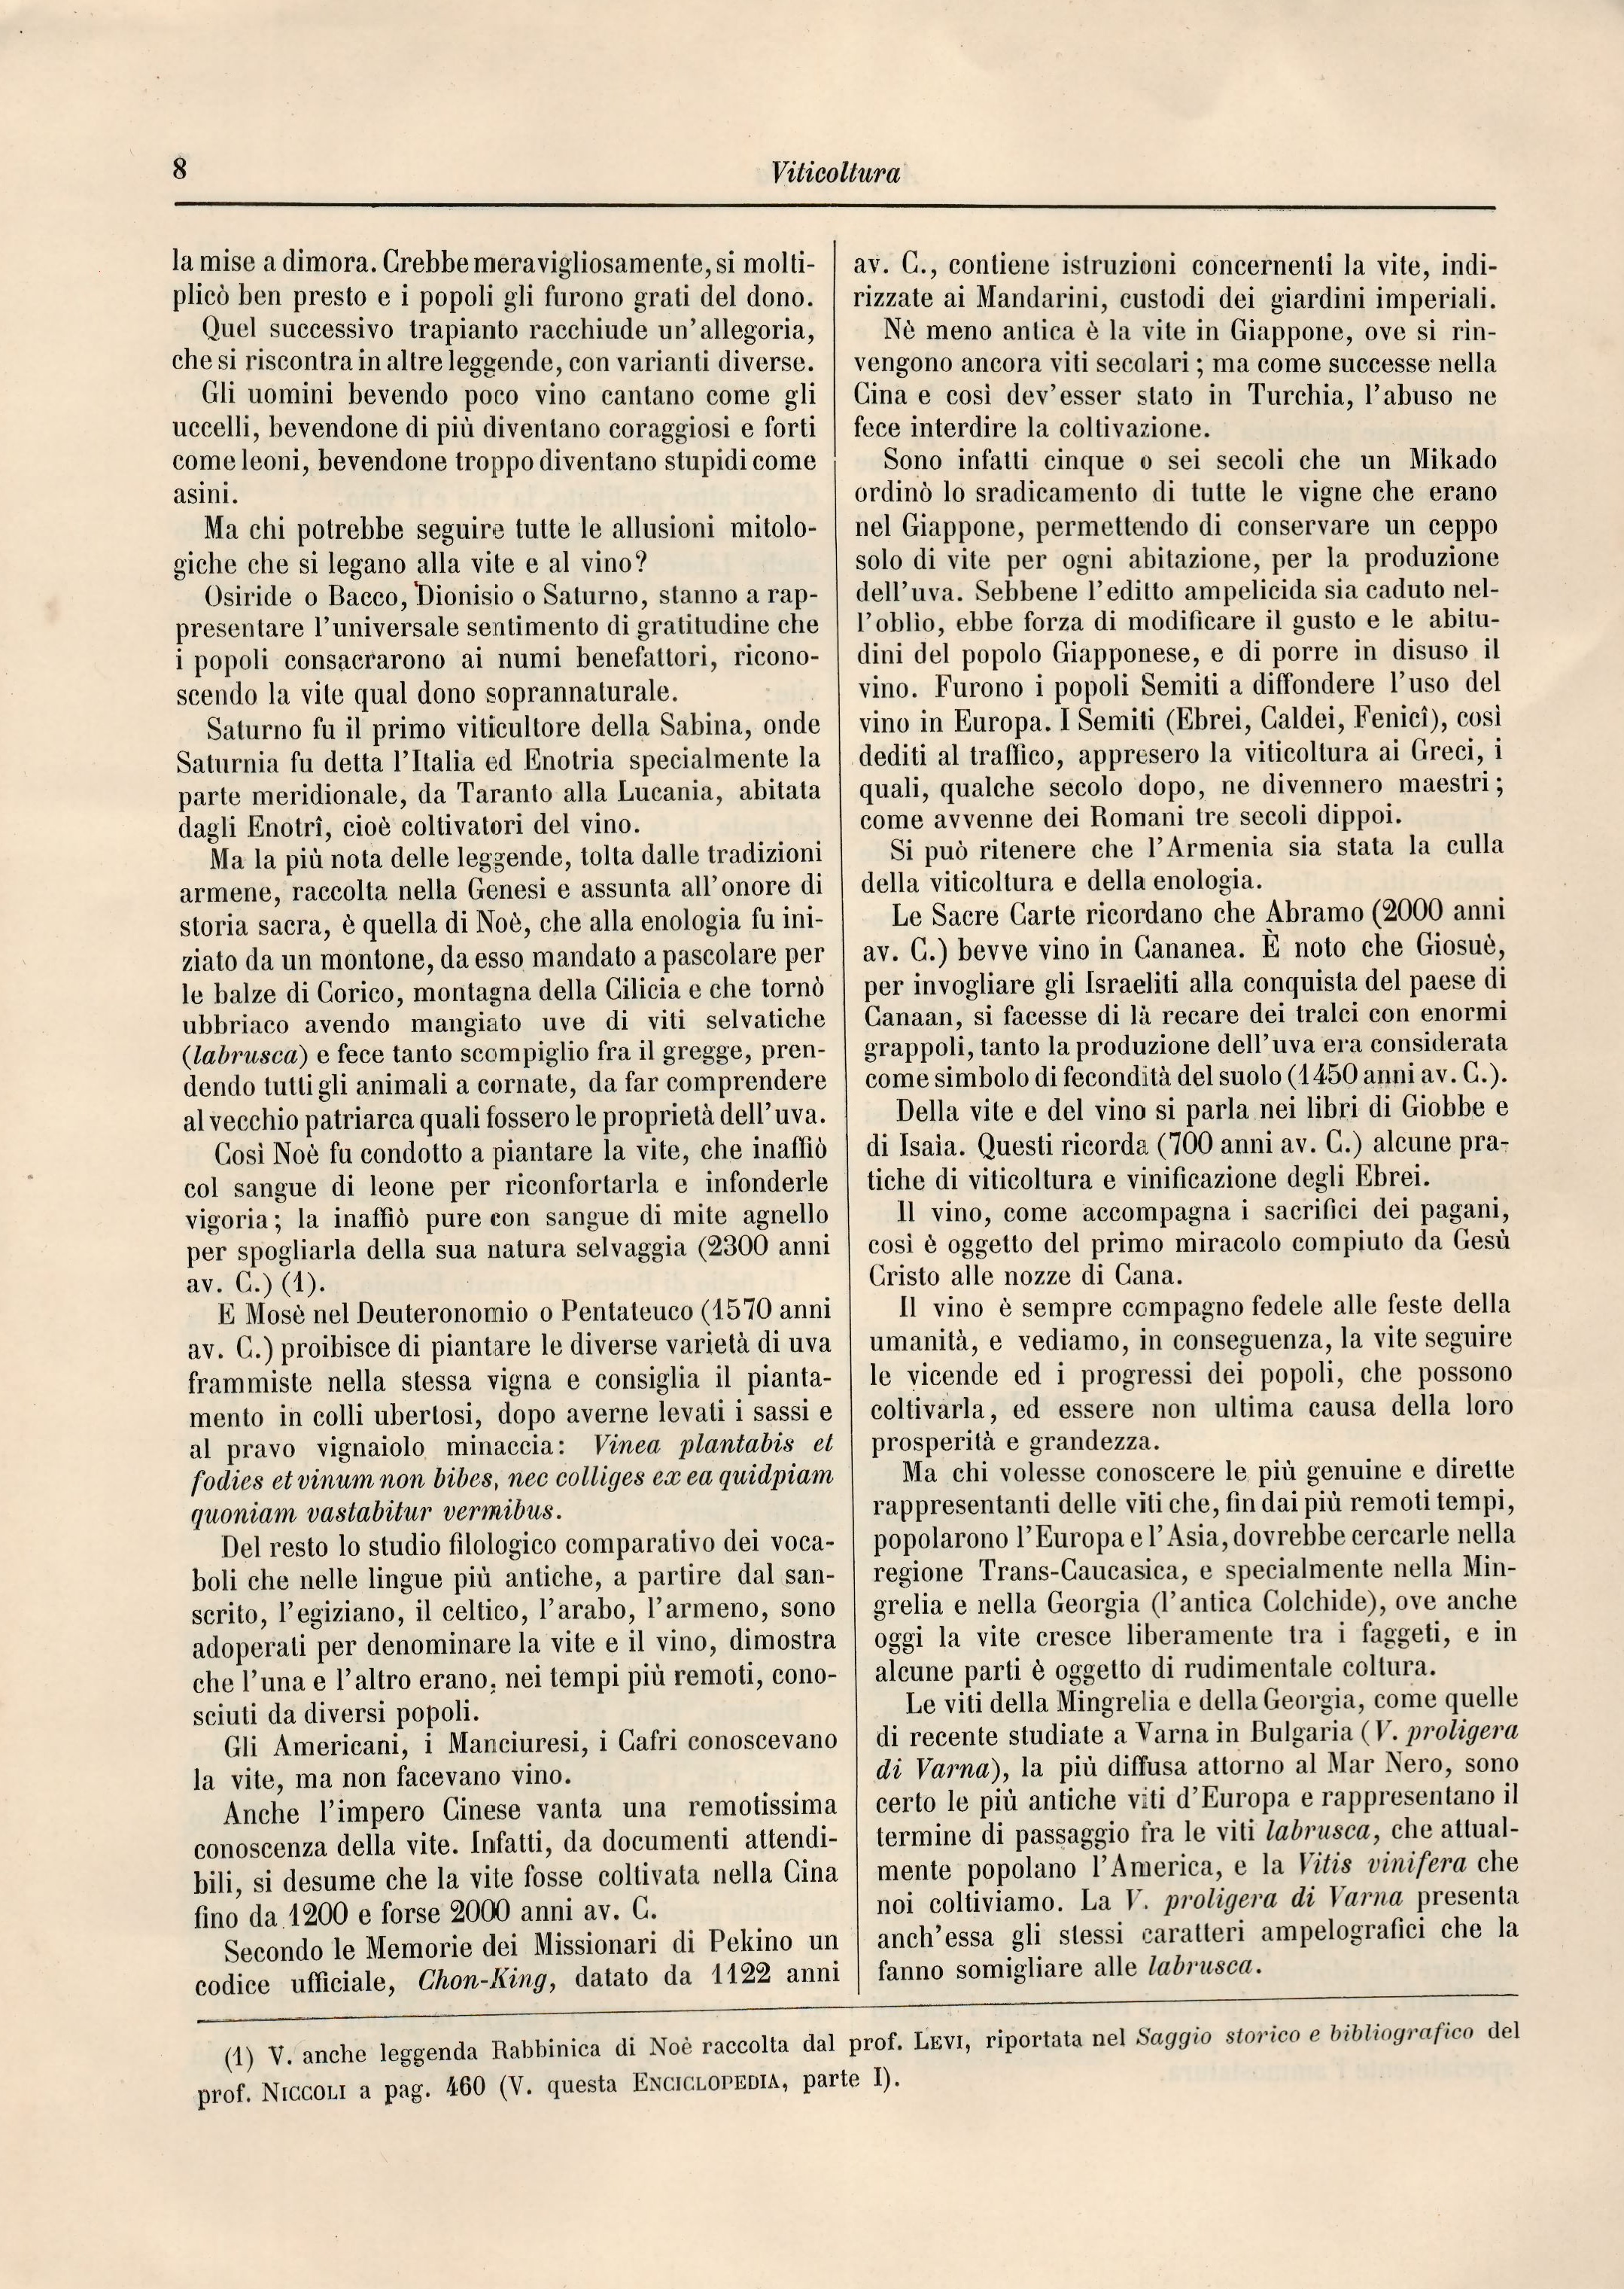 8
Viticoltura
la mise a dimora. Crebbe meravigliosamente, si molti-
plicò ben presto e i popoli gli furono grati del dono.
Quel successivo trapianto racchiude un'allegoria,
che si riscontra in altre leggende, con varianti diverse.
Gli uomini bevendo poco vino cantano come gli
uccelli, bevendone di più diventano coraggiosi e forti
come leoni, bevendone troppo diventano stupidi come
asini.
Ma chi potrebbe seguire tutte le allusioni mitolo-
giche che si legano alla vite e al vino?
Osiride o Bacco, Dionisio o Saturno, stanno a rap-
presentare l'universale sentimento di gratitudine che
i popoli consacrarono ai numi benefattori, ricono-
scendo la vite qual dono soprannaturale.
Saturno fu il primo viticultore della Sabina, onde
Saturnia fu detta l'Italia ed Enotria specialmente la
parte meridionale, da Taranto alla Lucania, abitata
dagli Enotrî, cioè coltivatori del vino.
Ma la più nota delle leggende, tolta dalle tradizioni
armene, raccolta nella Genesi e assunta all'onore di
storia sacra, è quella di Noè, che alla enologia fu ini-
ziato da un montone, da esso mandato a pascolare per
le balze di Corico, montagna della Cilicia e che tornò
ubbriaco avendo mangiato uve di viti selvatiche
(labrusca) e fece tanto scompiglio fra il gregge, pren-
dendo tutti gli animali a cornate, da far comprendere
al vecchio patriarca quali fossero le proprietà dell'uva.
Così Noè fu condotto a piantare la vite, che inaffiò
col sangue di leone per riconfortarla e infonderle
vigoria; la inaffiò pure con sangue di mite agnello
per spogliarla della sua natura selvaggia (2300 anni
av. C.) (1).
E Mosè nel Deuteronomio o Pentateuco (1570 anni
av. C.) proibisce di piantare le diverse varietà di uva
frammiste nella stessa vigna e consiglia il pianta-
mento in colli ubertosi, dopo averne levati i sassi e
al pravo vignaiolo minaccia: Vinea plantabis et
fodies et vinum non bibes, nec colliges ex ea quidpiam
quoniam vastabitur vermibus.
Del resto lo studio filologico comparativo dei voca-
boli che nelle lingue più antiche, a partire dal san-
scrito, l'egiziano, il celtico, l'arabo, l'armeno, sono
adoperati per denominare la vite e il vino, dimostra
che l'una e l'altro erano, nei tempi più remoti, cono-
sciuti da diversi popoli.
Gli Americani, i Manciuresi, i Cafri conoscevano
la vite, ma non facevano vino.
Anche l'impero Cinese vanta una remotissima
conoscenza della vite. Infatti, da documenti attendi-
bili, si desume che la vite fosse coltivata nella Cina
fino da 1200 e forse 2000 anni av. C.
Secondo le Memorie dei Missionari di Pekino un
codice ufficiale, Chon-King, datato da 1122 anni
av. C., contiene istruzioni concernenti la vite, indi-
rizzate ai Mandarini, custodi dei giardini imperiali.
Nè meno antica è la vite in Giappone, ove si rin-
vengono ancora viti secolari; ma come successe nella
Cina e così dev'esser stato in Turchia, l'abuso ne
fece interdire la coltivazione.
Sono infatti cinque o sei secoli che un Mikado
ordinò lo sradicamento di tutte le vigne che erano
nel Giappone, permettendo di conservare un ceppo
solo di vite per ogni abitazione, per la produzione
dell'uva. Sebbene l'editto ampelicida sia caduto nel-
l'oblìo, ebbe forza di modificare il gusto e le abitu-
dini del popolo Giapponese, e di porre in disuso il
vino. Furono i popoli Semiti a diffondere l'uso del
vino in Europa. I Semiti (Ebrei, Caldei, Fenicî), così
dediti al traffico, appresero la viticoltura ai Greci, i
quali, qualche secolo dopo, ne divennero maestri;
come avvenne dei Romani tre secoli dippoi.
Si può ritenere che l'Armenia sia stata la culla
della viticoltura e della enologia.
Le Sacre Carte ricordano che Abramo (2000 anni
av. C.) bevve vino in Cananea. È noto che Giosuè,
per invogliare gli Israeliti alla conquista del paese di
Canaan, si facesse di là recare dei tralci con enormi
grappoli, tanto la produzione dell'uva era considerata
come simbolo di fecondità del suolo (1450 anni av. C.).
Della vite e del vino si parla nei libri di Giobbe e
di Isaia. Questi ricorda (700 anni av. C.) alcune pra-
tiche di viticoltura e vinificazione degli Ebrei.
Il vino, come accompagna i sacrifici dei pagani,
così è oggetto del primo miracolo compiuto da Gesù
Cristo alle nozze di Cana.
Il vino è sempre compagno fedele alle feste della
umanità, e vediamo, in conseguenza, la vite seguire
le vicende ed i progressi dei popoli, che possono
coltivarla, ed essere non ultima causa della loro
prosperità e grandezza.
Ma chi volesse conoscere le più genuine e dirette
rappresentanti delle viti che, fin dai più remoti tempi,
popolarono l'Europa e l'Asia, dovrebbe cercarle nella
regione Trans-Caucasica, e specialmente nella Min-
grelia e nella Georgia (l'antica Colchide), ove anche
oggi la vite cresce liberamente tra i faggeti, e in
alcune parti è oggetto di rudimentale coltura.
Le viti della Mingrelia e della Georgia, come quelle
di recente studiate a Varna in Bulgaria (V. proligera
di Varna), la più diffusa attorno al Mar Nero, sono
certo le più antiche viti d'Europa e rappresentano il
termine di passaggio fra le viti labrusca, che attual-
mente popolano l'America, e la Vitis vinifera che
noi coltiviamo. La V. proligera di Varna presenta
anch'essa gli stessi caratteri ampelografici che la
fanno somigliare alle labrusca.
(1) V. anche leggenda Rabbinica di Noè raccolta dal prof. LEVI, riportata nel Saggio storico e bibliografico del
prof. NICCOLI a pag. 460 (V. questa ENCICLOPEDIA, parte I).